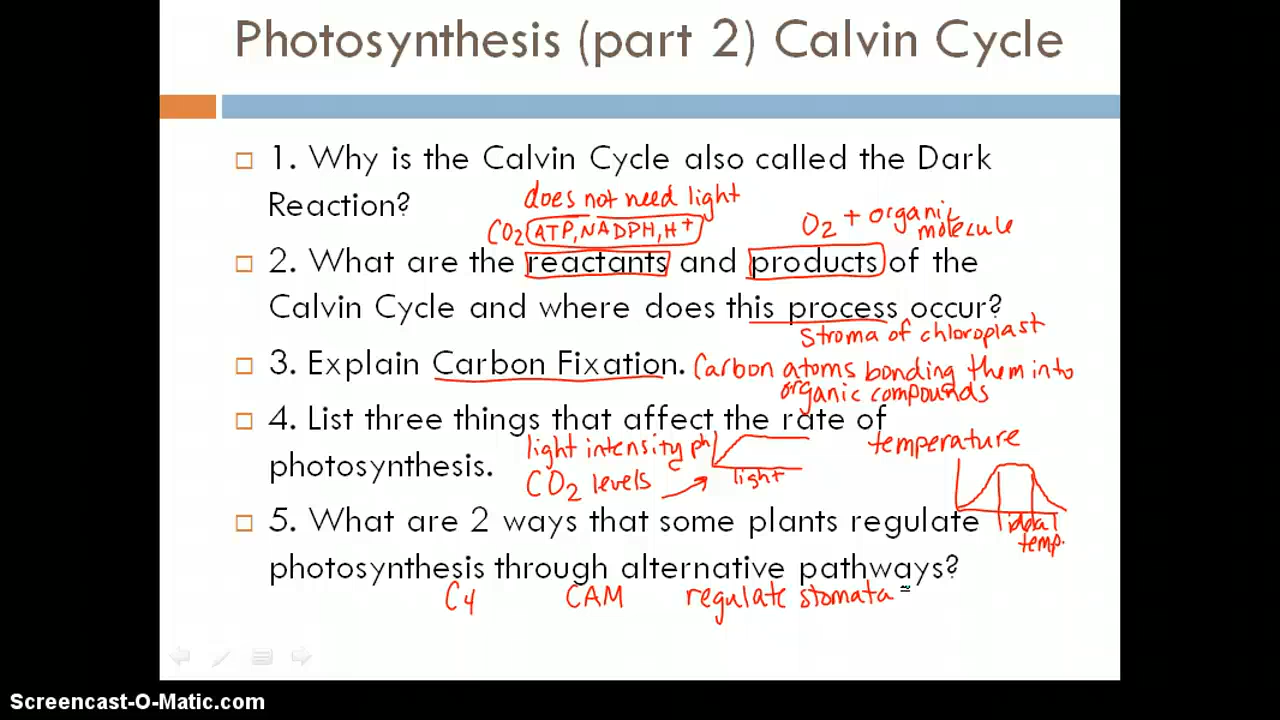 Photosynthesis (part 2) Calvin Cycle
1. Why is the Calvin Cycle also called the Dark
does not need light
Reaction?
CO2 ATP, NADPH, H+
O2 + organic
molecule
2. What are the reactants and products of the
Calvin Cycle and where does this process occur?
Stroma of chloroplast
3. Explain Carbon Fixation. Carbon atoms bonding them into
organic compounds
4. List three things that affect the rate of
light intensity ph
temperature
photosynthesis.
CO2 levels
light
5. What are 2 ways that some plants regulate
temp.
photosynthesis through alternative pathways?
C4 CAM regulate stomata
Screencast-O-Matic.com